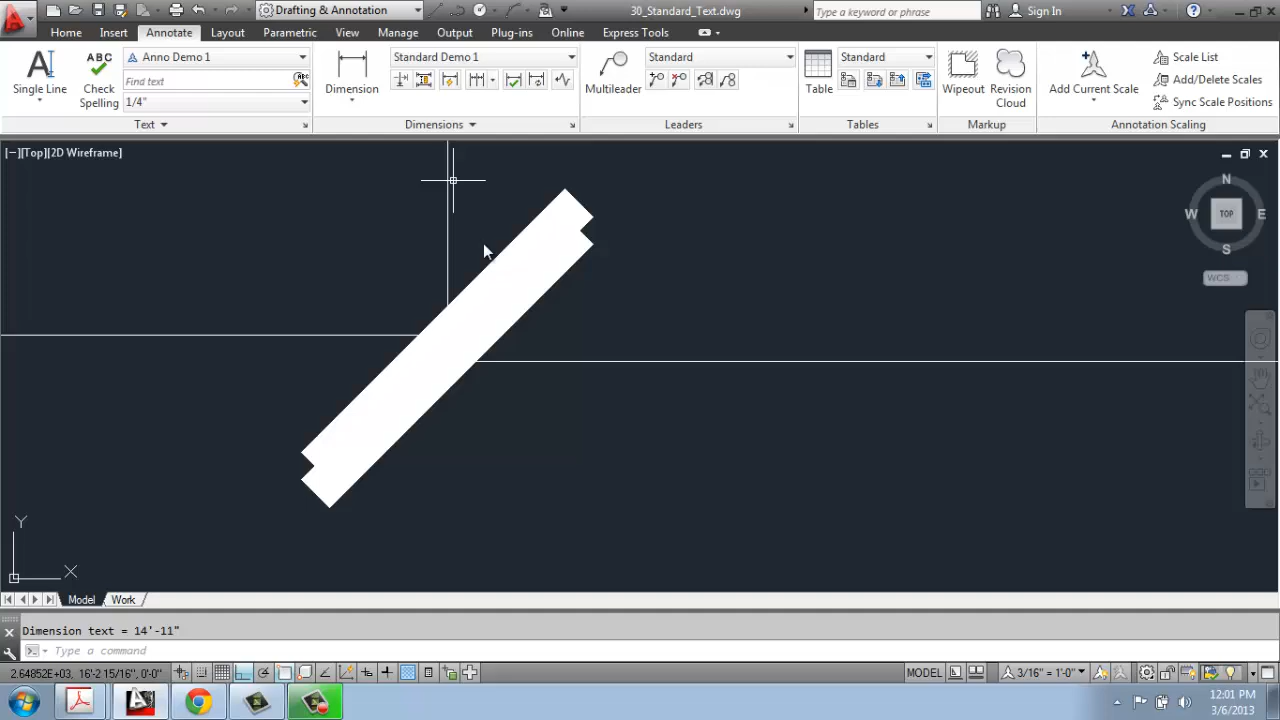 Drafting & Annotation
30_Standard_Text.dwg
Type a keyword or phrase
Sign In
Home Insert Annotate Layout Parametric View Manage Output Plug-ins Online Express Tools
A Single Line
ABC Check Spelling
Anno Demo 1
Find text
1/4"
Text
Dimension
Standard Demo 1
Dimensions
Multileader
Standard
Leaders
Table
Standard
Tables
Wipeout
Revision Cloud
Markup
Add Current Scale
Scale List
Add/Delete Scales
Sync Scale Positions
Annotation Scaling
[−][Top][2D Wireframe]
N
W TOP E
S
WCS
Y
X
Model Work
Dimension text = 14'-11"
Type a command
2.64852E+03, 16'-2 15/16", 0'-0"
MODEL
3/16" = 1'-0"
12:01 PM
3/6/2013